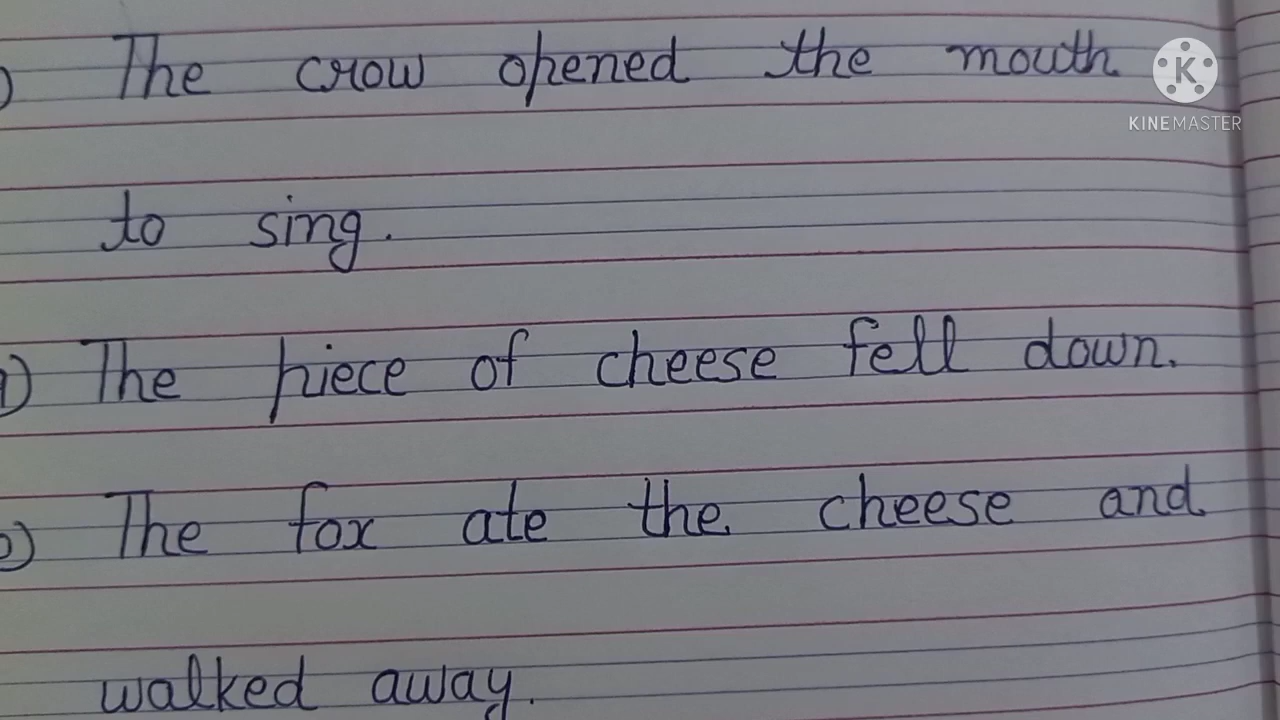 ) The crow opened the mouth
to sing.
) The piece of cheese fell down.
) The fox ate the cheese and
walked away.
K
KINEMASTER